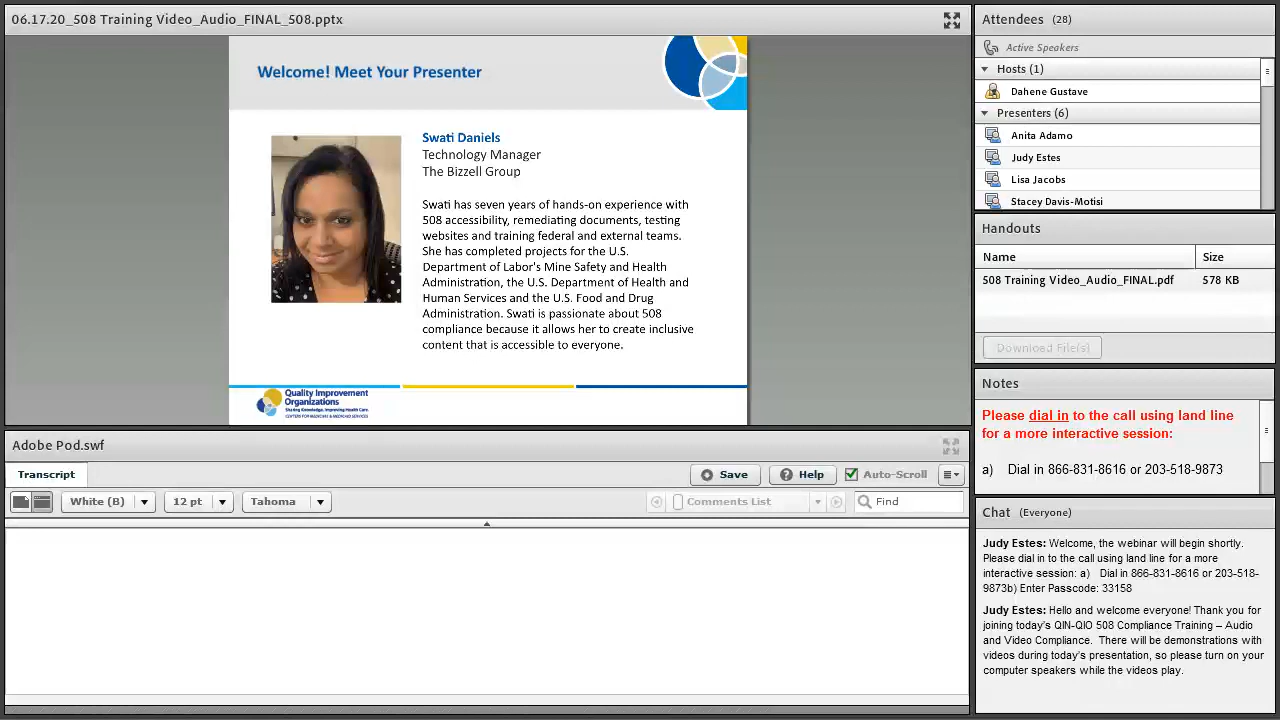 06.17.20_508 Training Video_Audio_FINAL_508.pptx
Welcome! Meet Your Presenter
Swati Daniels
Technology Manager
The Bizzell Group
Swati has seven years of hands-on experience with
508 accessibility, remediating documents, testing
websites and training federal and external teams.
She has completed projects for the U.S.
Department of Labor's Mine Safety and Health
Administration, the U.S. Department of Health and
Human Services and the U.S. Food and Drug
Administration. Swati is passionate about 508
compliance because it allows her to create inclusive
content that is accessible to everyone.
Quality Improvement
Organizations
Sharing Knowledge. Improving Health Care.
CENTERS FOR MEDICARE & MEDICAID SERVICES
Adobe Pod.swf
Transcript
Save
Help
Auto-Scroll
White (B)
12 pt
Tahoma
Comments List
Find
Attendees (28)
Active Speakers
Hosts (1)
Dahene Gustave
Presenters (6)
Anita Adamo
Judy Estes
Lisa Jacobs
Stacey Davis-Motisi
Handouts
Name Size
508 Training Video_Audio_FINAL.pdf 578 KB
Download File(s)
Notes
Please dial in to the call using land line
for a more interactive session:
a) Dial in 866-831-8616 or 203-518-9873
Chat (Everyone)
Judy Estes: Welcome, the webinar will begin shortly.
Please dial in to the call using land line for a more
interactive session: a) Dial in 866-831-8616 or 203-518-
9873b) Enter Passcode: 33158
Judy Estes: Hello and welcome everyone! Thank you for
joining today's QIN-QIO 508 Compliance Training – Audio
and Video Compliance. There will be demonstrations with
videos during today's presentation, so please turn on your
computer speakers while the videos play.